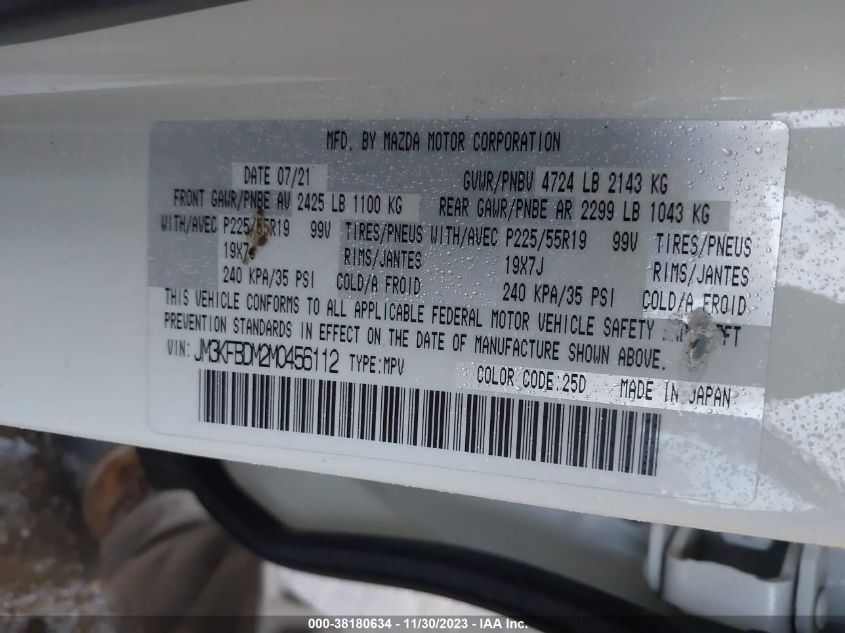 MFD. BY MAZDA MOTOR CORPORATION
DATE 07/21 GVWR/PNBV 4724 LB 2143 KG
FRONT GAWR/PNBE AV 2425 LB 1100 KG REAR GAWR/PNBE AR 2299 LB 1043 KG
WITH/AVEC P225/55R19 99V TIRES/PNEUS WITH/AVEC P225/55R19 99V TIRES/PNEUS
19X7J RIMS/JANTES 19X7J RIMS/JANTES
240 KPA/35 PSI COLD/A FROID 240 KPA/35 PSI COLD/A FROID
THIS VEHICLE CONFORMS TO ALL APPLICABLE FEDERAL MOTOR VEHICLE SAFETY
PREVENTION STANDARDS IN EFFECT ON THE DATE OF MANUFACTURE SHOWN ABOVE.
VIN: JM3KFBDM2M0456112 TYPE:MPV COLOR CODE:25D MADE IN JAPAN
000-38180634 - 11/30/2023 - IAA Inc.